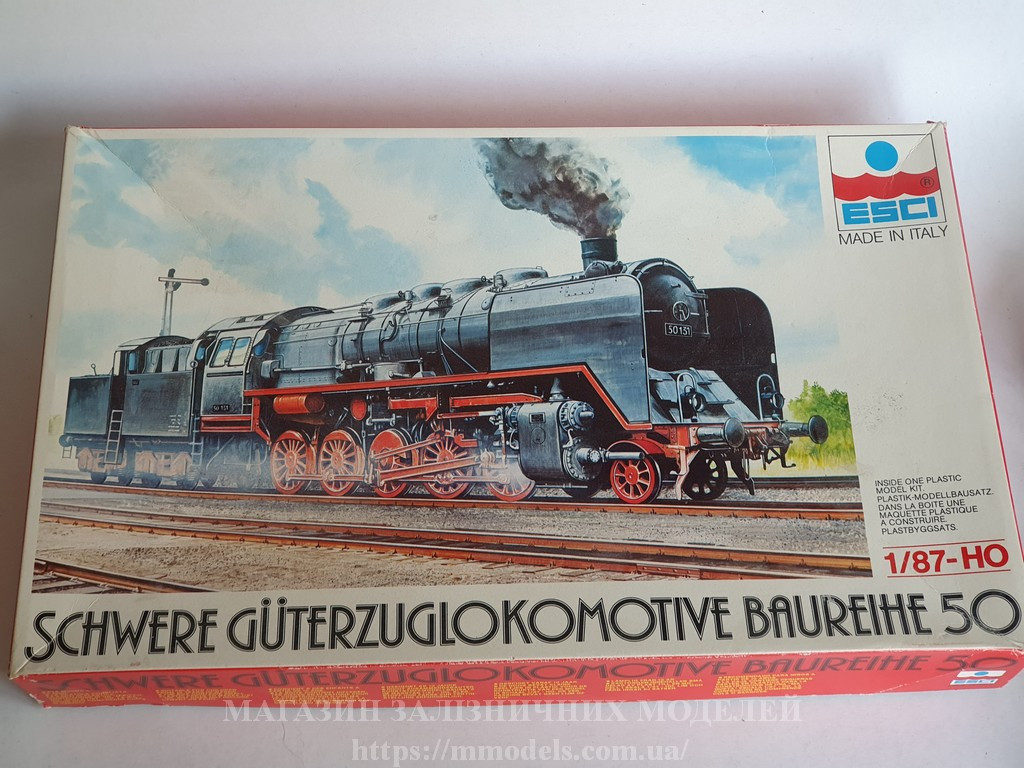 ESCI
®
MADE IN ITALY
50151
50 151
INSIDE ONE PLASTIC
MODEL KIT.
PLASTIK-MODELLBAUSATZ.
DANS LA BOITE UNE
MAQUETTE PLASTIQUE
A CONSTRUIRE.
PLASTBYGGSATS.
1/87-HO
SCHWERE GÜTERZUGLOKOMOTIVE BAUREIHE 50
SCHWERE GÜTERZUGLOKOMOTIVE BAUREIHE 50
ESCI
МАГАЗИН ЗАЛІЗНИЧНИХ МОДЕЛЕЙ
https://mmodels.com.ua/